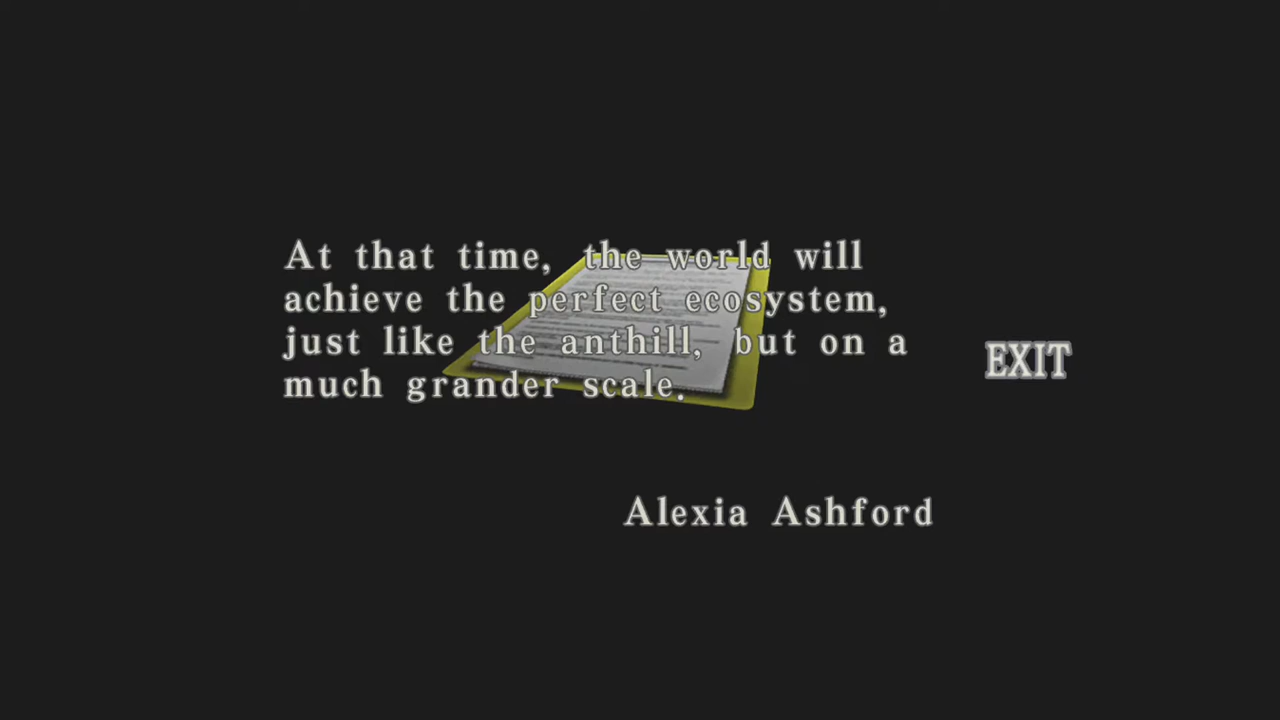 At that time, the world will
achieve the perfect ecosystem,
just like the anthill, but on a
much grander scale.
EXIT
Alexia Ashford